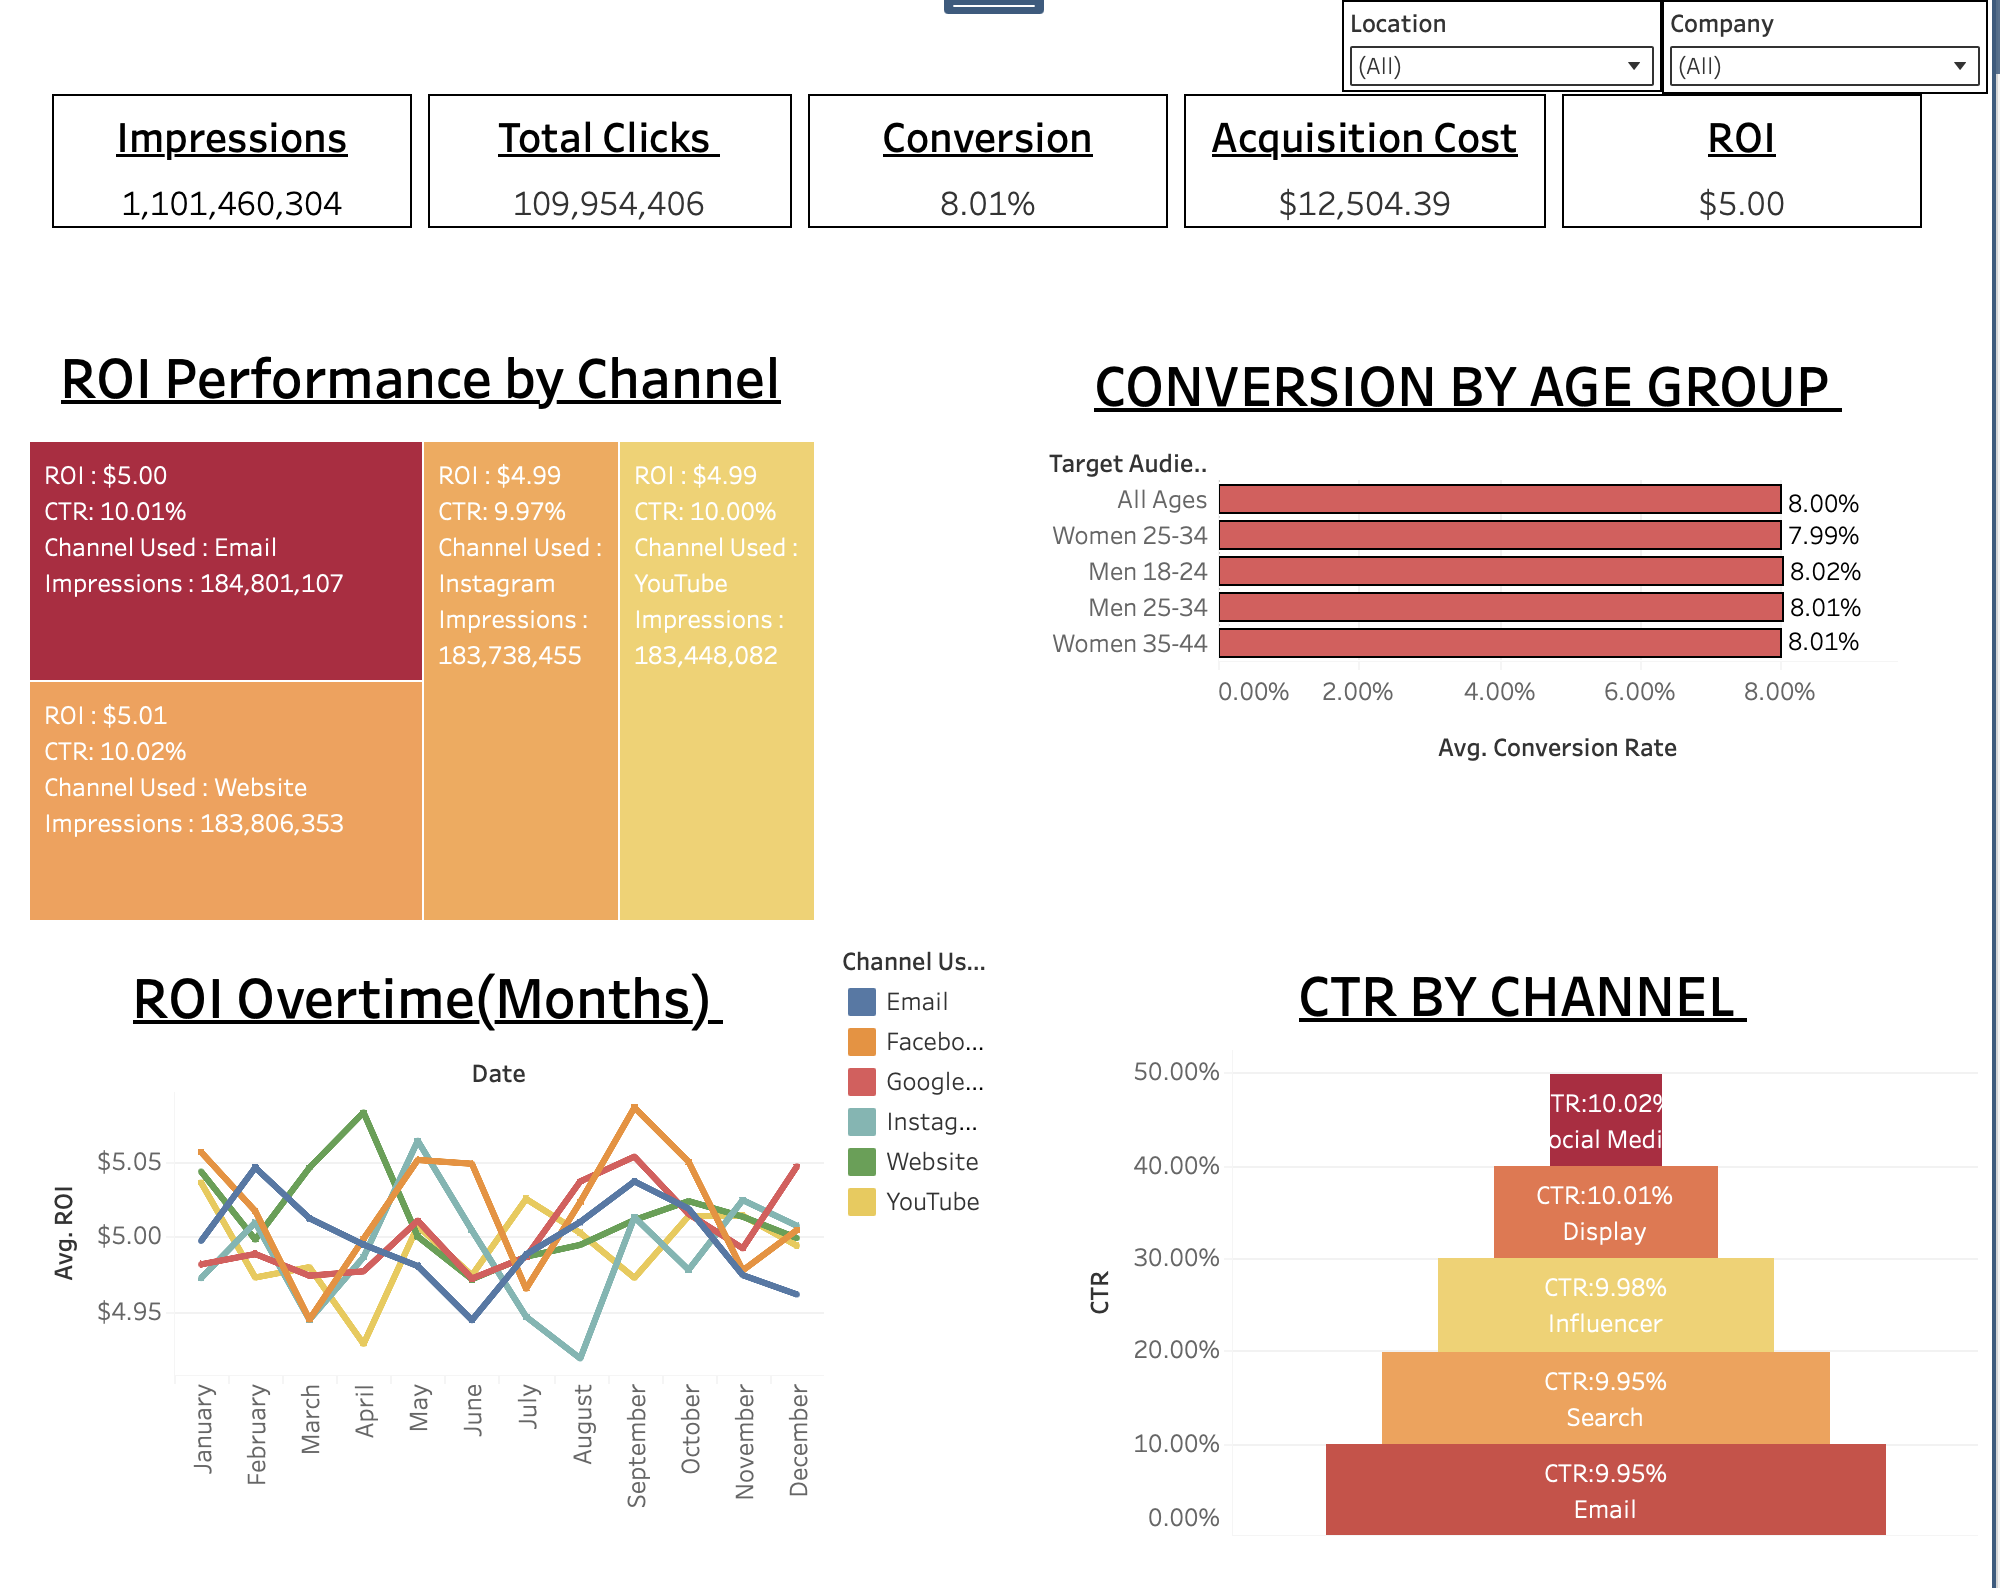 Location
Company
(All)
(All)
Impressions
1,101,460,304
Total Clicks
109,954,406
Conversion
8.01%
Acquisition Cost
$12,504.39
ROI
$5.00
ROI Performance by Channel
ROI : $5.00
CTR: 10.01%
Channel Used : Email
Impressions : 184,801,107
ROI : $5.01
CTR: 10.02%
Channel Used : Website
Impressions : 183,806,353
ROI : $4.99
CTR: 9.97%
Channel Used :
Instagram
Impressions :
183,738,455
ROI : $4.99
CTR: 10.00%
Channel Used :
YouTube
Impressions :
183,448,082
CONVERSION BY AGE GROUP
Target Audie..
All Ages 8.00%
Women 25-34 7.99%
Men 18-24 8.02%
Men 25-34 8.01%
Women 35-44 8.01%
0.00% 2.00% 4.00% 6.00% 8.00%
Avg. Conversion Rate
ROI Overtime(Months)
Date
Avg. ROI
$5.05
$5.00
$4.95
January
February
March
April
May
June
July
August
September
October
November
December
Channel Us...
Email
Facebo...
Google...
Instag...
Website
YouTube
CTR BY CHANNEL
CTR
50.00%
40.00%
30.00%
20.00%
10.00%
0.00%
TR:10.02%
ocial Medi
CTR:10.01%
Display
CTR:9.98%
Influencer
CTR:9.95%
Search
CTR:9.95%
Email